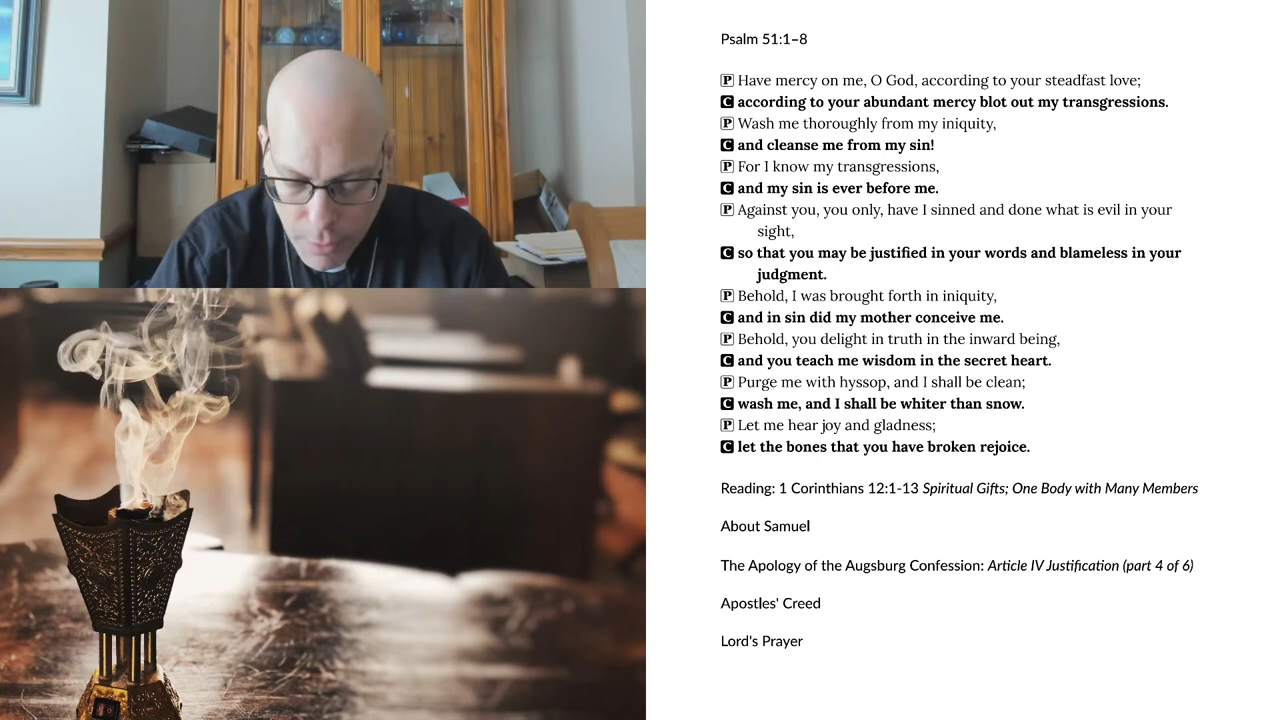 Psalm 51:1–8
P Have mercy on me, O God, according to your steadfast love;
C according to your abundant mercy blot out my transgressions.
P Wash me thoroughly from my iniquity,
C and cleanse me from my sin!
P For I know my transgressions,
C and my sin is ever before me.
P Against you, you only, have I sinned and done what is evil in your
sight,
C so that you may be justified in your words and blameless in your
judgment.
P Behold, I was brought forth in iniquity,
C and in sin did my mother conceive me.
P Behold, you delight in truth in the inward being,
C and you teach me wisdom in the secret heart.
P Purge me with hyssop, and I shall be clean;
C wash me, and I shall be whiter than snow.
P Let me hear joy and gladness;
C let the bones that you have broken rejoice.
Reading: 1 Corinthians 12:1-13 Spiritual Gifts; One Body with Many Members
About Samuel
The Apology of the Augsburg Confession: Article IV Justification (part 4 of 6)
Apostles' Creed
Lord's Prayer